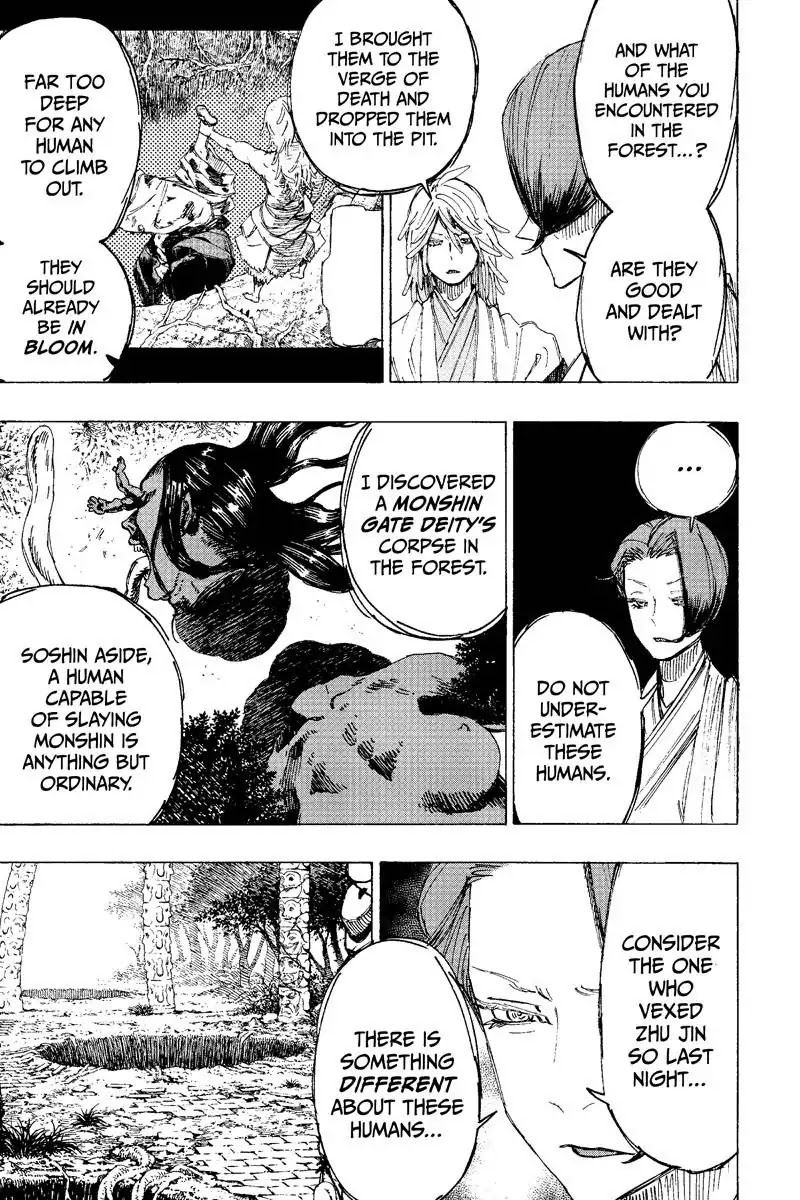 AND WHAT
OF THE
HUMANS YOU
ENCOUNTERED
IN THE
FOREST...?
ARE THEY
GOOD
AND DEALT
WITH?
I BROUGHT
THEM TO THE
VERGE OF
DEATH AND
DROPPED THEM
INTO THE PIT.
FAR TOO
DEEP
FOR ANY
HUMAN
TO CLIMB
OUT.
THEY
SHOULD
ALREADY
BE IN
BLOOM.
...
DO NOT
UNDER-
ESTIMATE
THESE
HUMANS.
I DISCOVERED
A MONSHIN
GATE DEITY'S
CORPSE IN
THE FOREST.
SOSHIN ASIDE,
A HUMAN
CAPABLE
OF SLAYING
MONSHIN IS
ANYTHING BUT
ORDINARY.
CONSIDER
THE ONE
WHO
VEXED
ZHU JIN
SO LAST
NIGHT...
THERE IS
SOMETHING
DIFFERENT
ABOUT THESE
HUMANS...